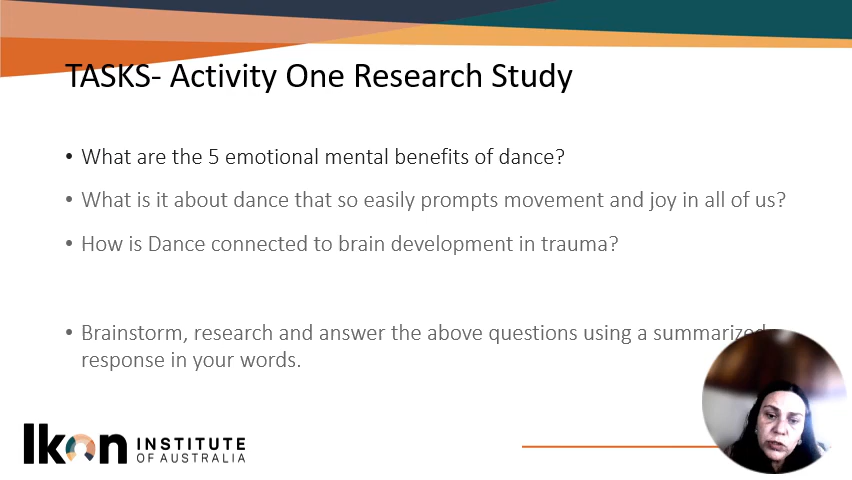 TASKS- Activity One Research Study
• What are the 5 emotional mental benefits of dance?
• What is it about dance that so easily prompts movement and joy in all of us?
• How is Dance connected to brain development in trauma?
• Brainstorm, research and answer the above questions using a summarized
response in your words.
Ikon INSTITUTE
OF AUSTRALIA